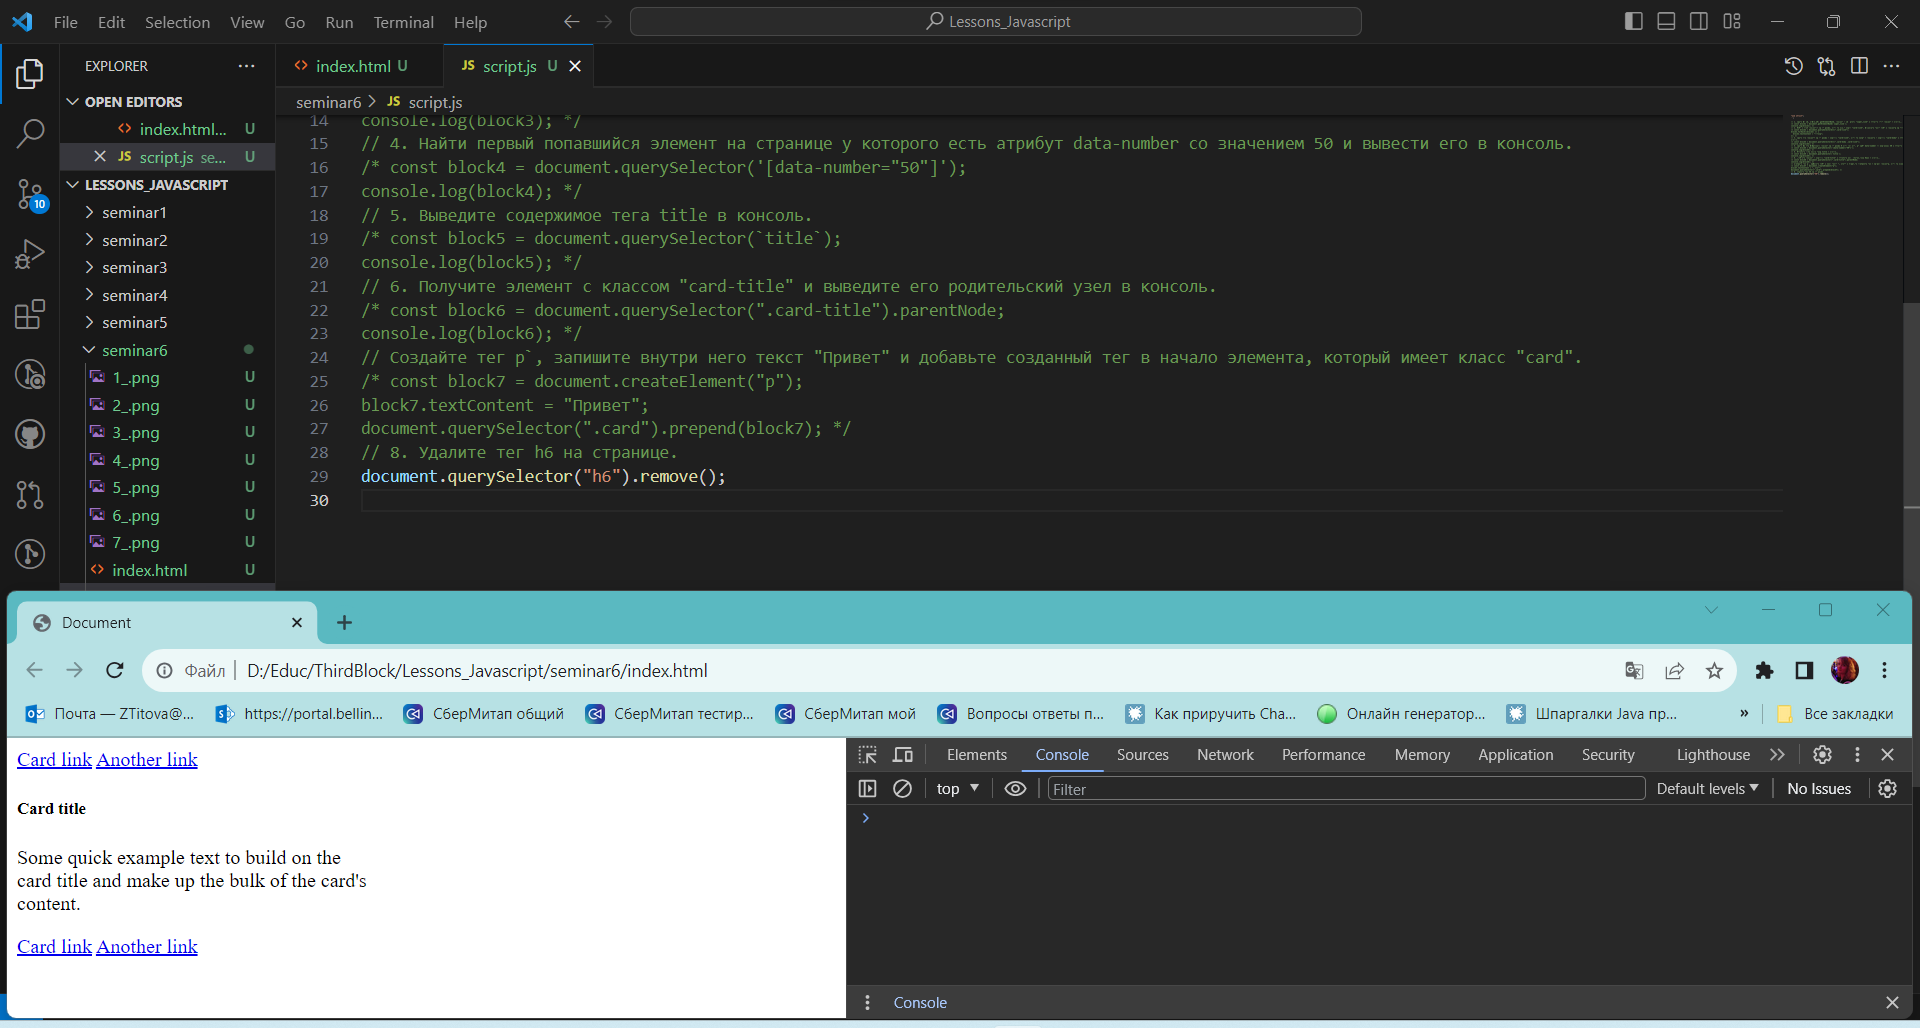 File Edit Selection View Go Run Terminal Help
Lessons_Javascript
EXPLORER
OPEN EDITORS
index.html... U
JS script.js se... U
LESSONS_JAVASCRIPT
seminar1
seminar2
seminar3
seminar4
seminar5
seminar6
1_.png U
2_.png U
3_.png U
4_.png U
5_.png U
6_.png U
7_.png U
index.html U
10
index.html U
JS script.js U
seminar6 > JS script.js
14 console.log(block3); */
15 // 4. Найти первый попавшийся элемент на странице у которого есть атрибут data-number со значением 50 и вывести его в консоль.
16 /* const block4 = document.querySelector('[data-number="50"]');
17 console.log(block4); */
18 // 5. Выведите содержимое тега title в консоль.
19 /* const block5 = document.querySelector(`title`);
20 console.log(block5); */
21 // 6. Получите элемент с классом "card-title" и выведите его родительский узел в консоль.
22 /* const block6 = document.querySelector(".card-title").parentNode;
23 console.log(block6); */
24 // Создайте тег p`, запишите внутри него текст "Привет" и добавьте созданный тег в начало элемента, который имеет класс "card".
25 /* const block7 = document.createElement("p");
26 block7.textContent = "Привет";
27 document.querySelector(".card").prepend(block7); */
28 // 8. Удалите тег h6 на странице.
29 document.querySelector("h6").remove();
30
Document
Файл | D:/Educ/ThirdBlock/Lessons_Javascript/seminar6/index.html
Почта — ZTitova@... https://portal.bellin... СберМитап общий СберМитап тестир... СберМитап мой Вопросы ответы п... Как приручить Cha... Онлайн генератор... Шпаргалки Java пр... » Все закладки
Card link Another link
Card title
Some quick example text to build on the
card title and make up the bulk of the card's
content.
Card link Another link
Elements Console Sources Network Performance Memory Application Security Lighthouse
top Filter Default levels No Issues
Console